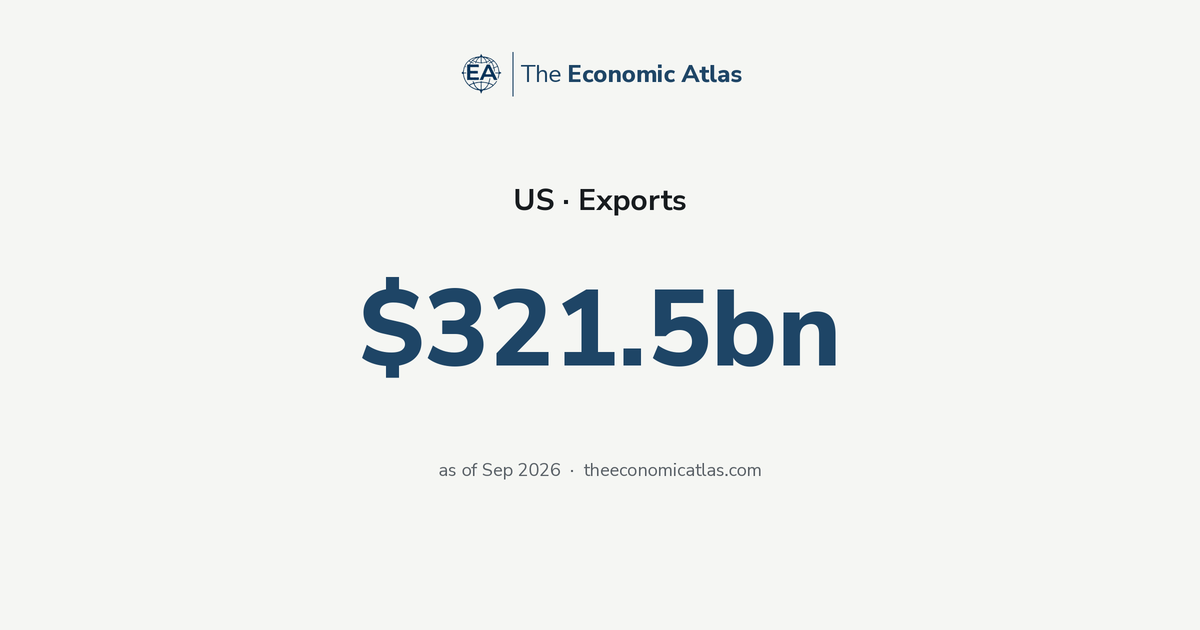 EA The Economic Atlas
US · Exports
$321.5bn
as of Sep 2026 · theeconomicatlas.com